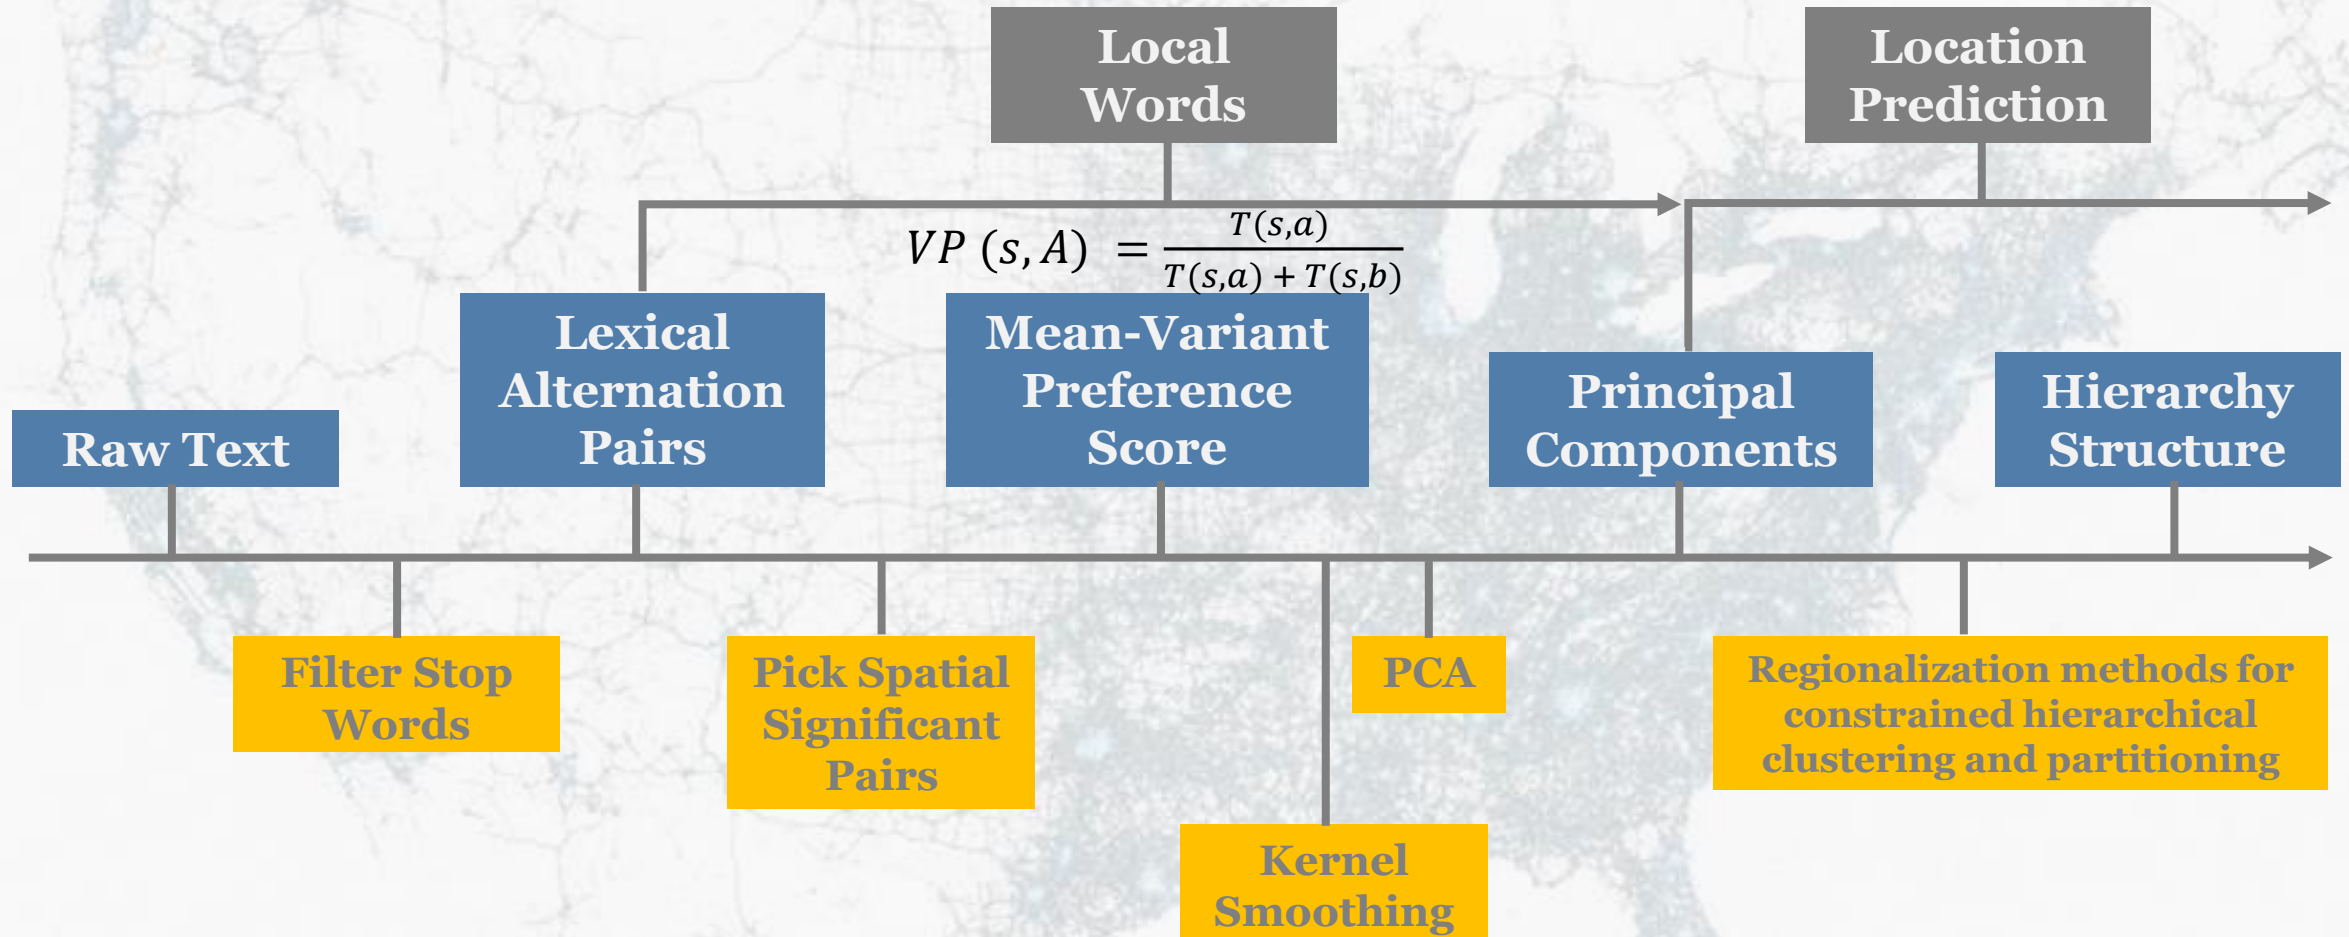 Local
Words
Location
Prediction
VP (s, A) = T(s,a) / T(s,a) + T(s,b)
Lexical
Alternation
Pairs
Mean-Variant
Preference
Score
Principal
Components
Hierarchy
Structure
Raw Text
Filter Stop
Words
Pick Spatial
Significant
Pairs
PCA
Regionalization methods for
constrained hierarchical
clustering and partitioning
Kernel
Smoothing